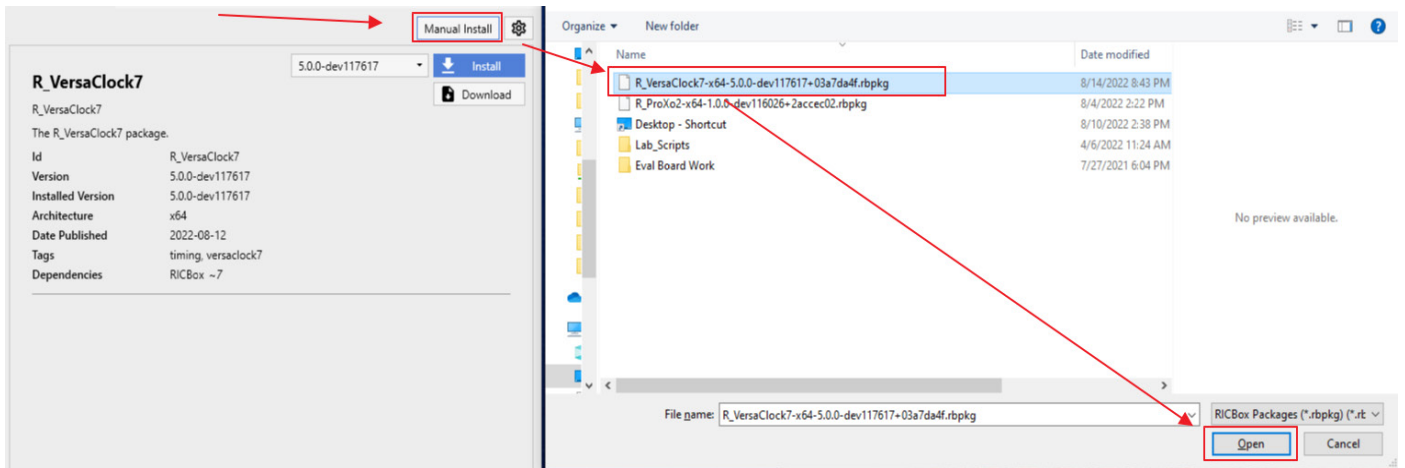 Manual Install
5.0.0-dev117617
Install
R_VersaClock7
Download
R_VersaClock7
The R_VersaClock7 package.
Id R_VersaClock7
Version 5.0.0-dev117617
Installed Version 5.0.0-dev117617
Architecture x64
Date Published 2022-08-12
Tags timing, versaclock7
Dependencies RICBox ~7
Organize New folder
?
Name Date modified
R_VersaClock7-x64-5.0.0-dev117617+03a7da4f.rbpkg 8/14/2022 8:43 PM
R_ProXo2-x64-1.0.0-dev116026+2accec02.rbpkg 8/4/2022 2:22 PM
Desktop - Shortcut 8/10/2022 2:38 PM
Lab_Scripts 4/6/2022 11:24 AM
Eval Board Work 7/27/2021 6:04 PM
No preview available.
File name: R_VersaClock7-x64-5.0.0-dev117617+03a7da4f.rbpkg RICBox Packages (*.rbpkg) (*.rb
Open Cancel